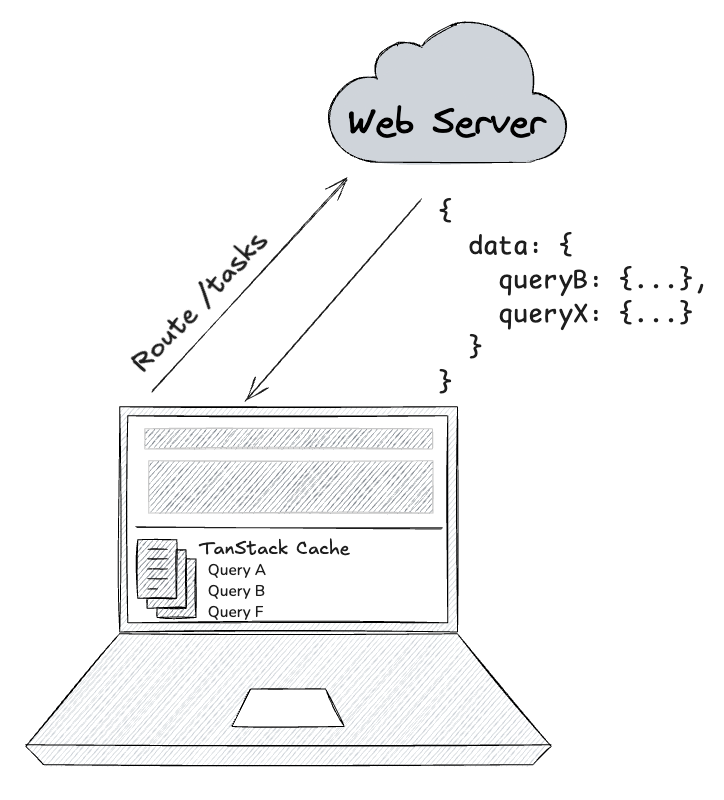 Web Server
Route /tasks
{
data: {
queryB: {...},
queryX: {...}
}
}
TanStack Cache
Query A
Query B
Query F